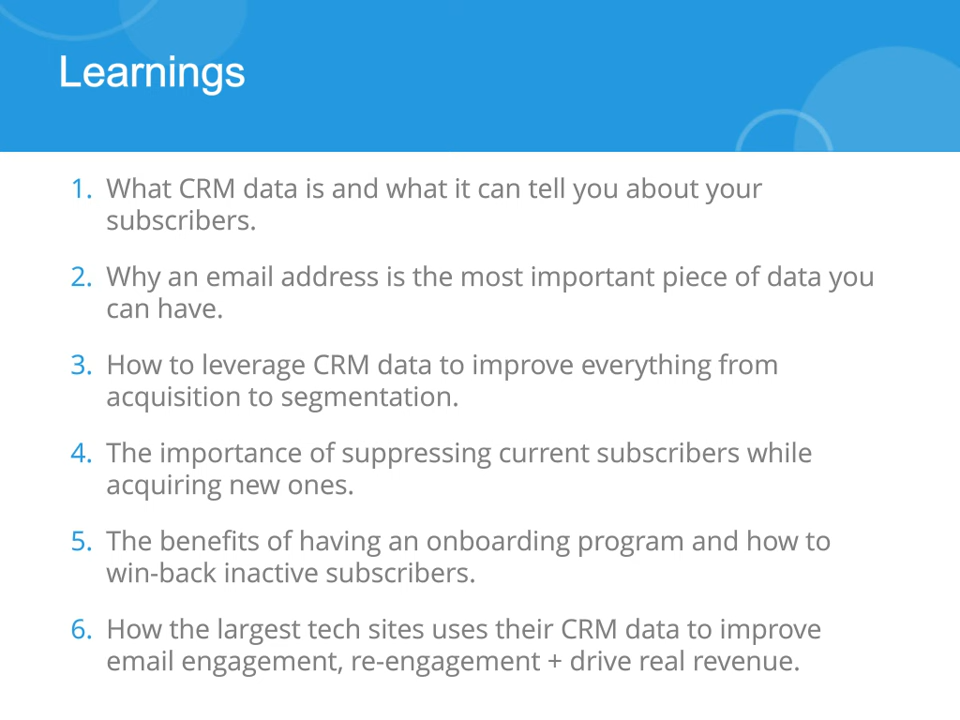 Learnings
1. What CRM data is and what it can tell you about your
subscribers.
2. Why an email address is the most important piece of data you
can have.
3. How to leverage CRM data to improve everything from
acquisition to segmentation.
4. The importance of suppressing current subscribers while
acquiring new ones.
5. The benefits of having an onboarding program and how to
win-back inactive subscribers.
6. How the largest tech sites uses their CRM data to improve
email engagement, re-engagement + drive real revenue.